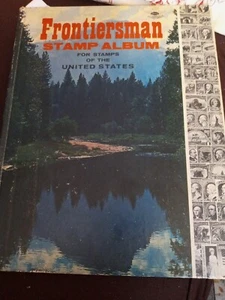 Frontiersman
STAMP ALBUM
FOR STAMPS
OF THE
UNITED STATES